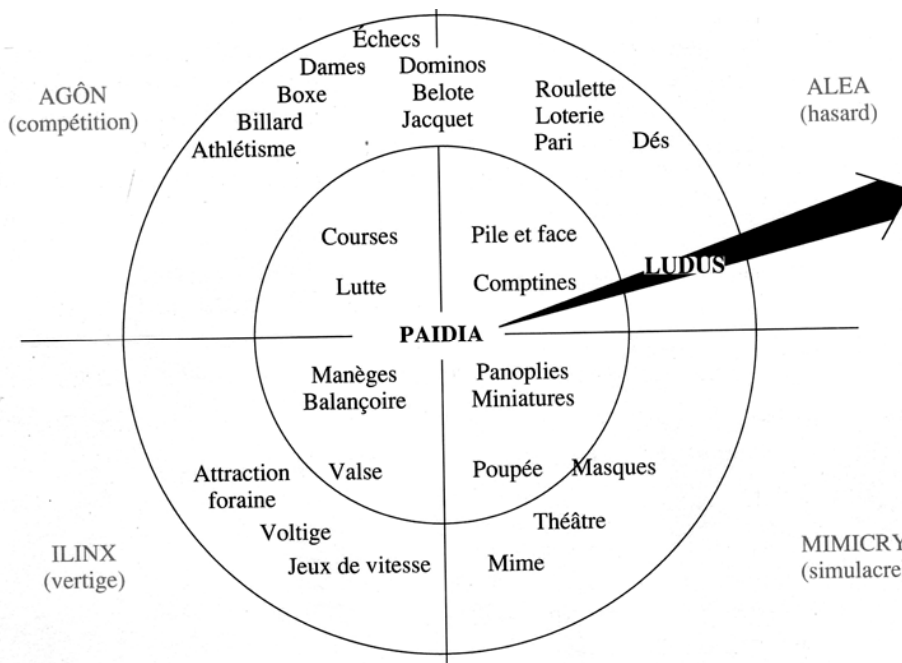 Échecs
Dames
Dominos
Boxe
Belote
Billard
Jacquet
Athlétisme
AGÔN
(compétition)
Roulette
Loterie
Pari
Dés
ALEA
(hasard)
Courses
Lutte
Pile et face
Comptines
LUDUS
PAIDIA
Manèges
Balançoire
Panoplies
Miniatures
Valse
Poupée
Masques
Attraction
foraine
Voltige
Jeux de vitesse
Théâtre
Mime
ILINX
(vertige)
MIMICRY
(simulacre